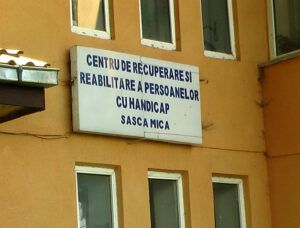 CENTRU DE RECUPERARE SI
REABILITARE A PERSOANELOR
CU HANDICAP
SASCA MICA